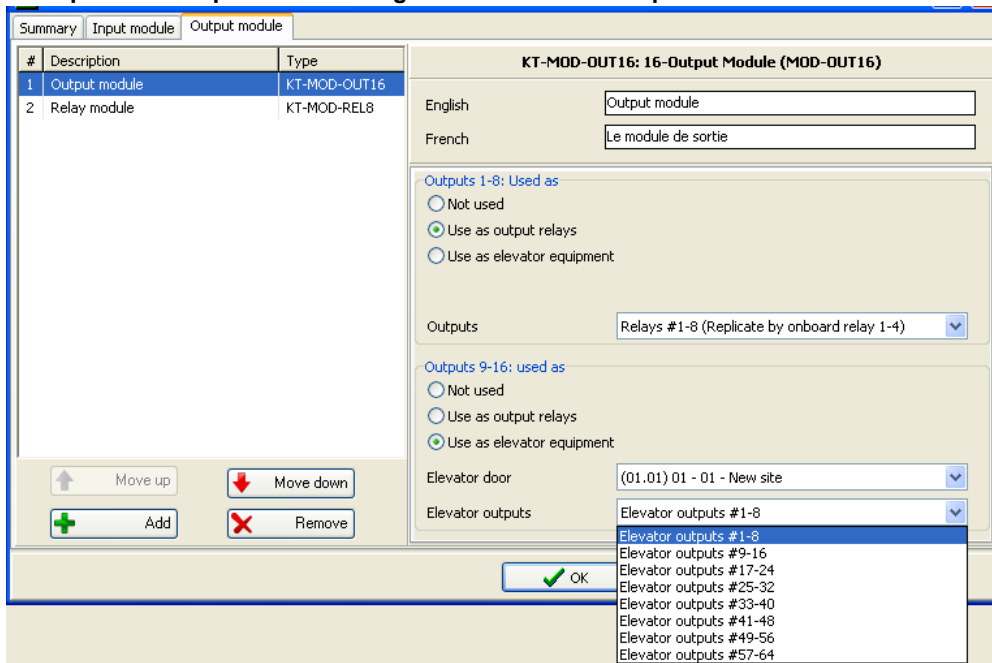 Summary Input module Output module
# Description Type
1 Output module KT-MOD-OUT16
2 Relay module KT-MOD-REL8
Move up Move down
Add Remove
KT-MOD-OUT16: 16-Output Module (MOD-OUT16)
English Output module
French Le module de sortie
Outputs 1-8: Used as
Not used
Use as output relays
Use as elevator equipment
Outputs Relays #1-8 (Replicate by onboard relay 1-4)
Outputs 9-16: used as
Not used
Use as output relays
Use as elevator equipment
Elevator door (01.01) 01 - 01 - New site
Elevator outputs Elevator outputs #1-8
Elevator outputs #1-8
Elevator outputs #9-16
Elevator outputs #17-24
Elevator outputs #25-32
Elevator outputs #33-40
Elevator outputs #41-48
Elevator outputs #49-56
Elevator outputs #57-64
OK